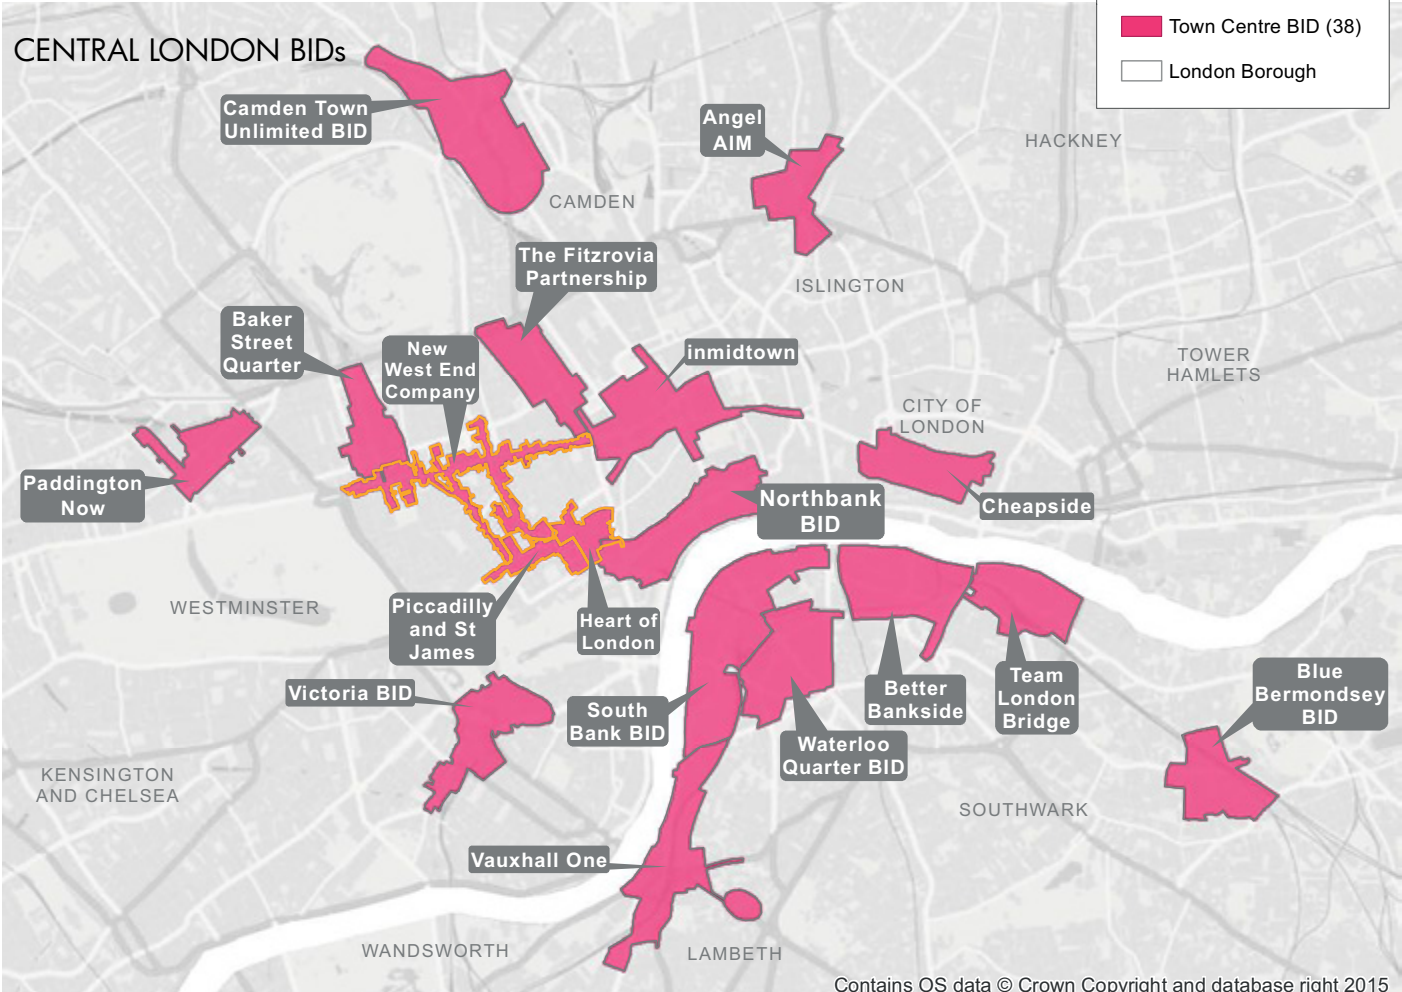 CENTRAL LONDON BIDs
Town Centre BID (38)
London Borough
Camden Town
Unlimited BID
Angel
AIM
HACKNEY
CAMDEN
The Fitzrovia
Partnership
ISLINGTON
Baker
Street
Quarter
New
West End
Company
inmidtown
TOWER
HAMLETS
CITY OF
LONDON
Paddington
Now
Northbank
BID
Cheapside
WESTMINSTER
Piccadilly
and St
James
Heart of
London
Victoria BID
South
Bank BID
Better
Bankside
Team
London
Bridge
Blue
Bermondsey
BID
Waterloo
Quarter BID
KENSINGTON
AND CHELSEA
SOUTHWARK
Vauxhall One
WANDSWORTH
LAMBETH
Contains OS data © Crown Copyright and database right 2015